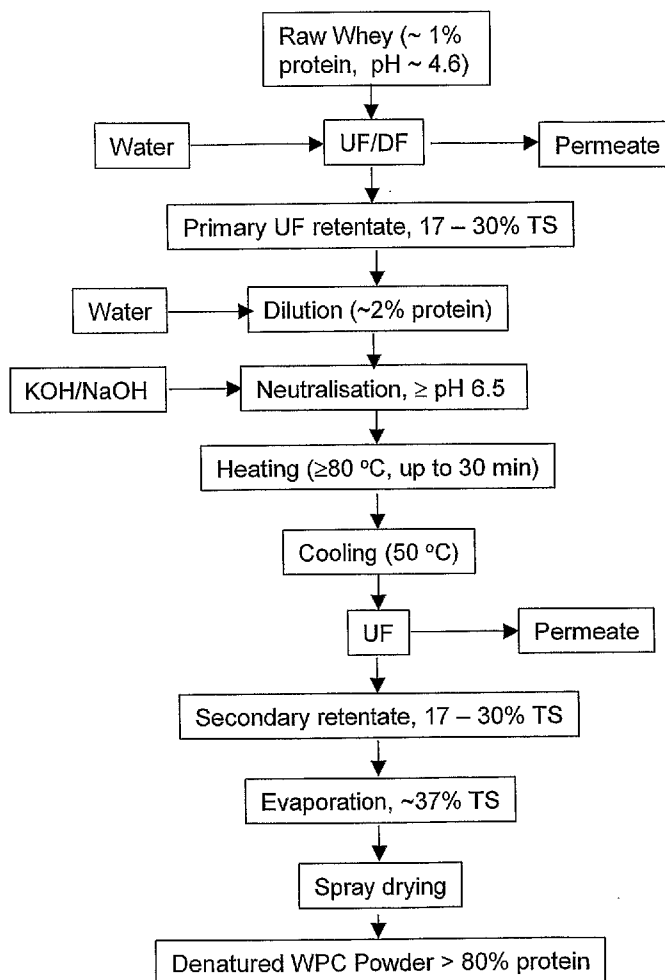 Raw Whey (~ 1%
protein, pH ~ 4.6)
Water
UF/DF
Permeate
Primary UF retentate, 17 – 30% TS
Water
Dilution (~2% protein)
KOH/NaOH
Neutralisation, ≥ pH 6.5
Heating (≥80 ºC, up to 30 min)
Cooling (50 ºC)
UF
Permeate
Secondary retentate, 17 – 30% TS
Evaporation, ~37% TS
Spray drying
Denatured WPC Powder > 80% protein